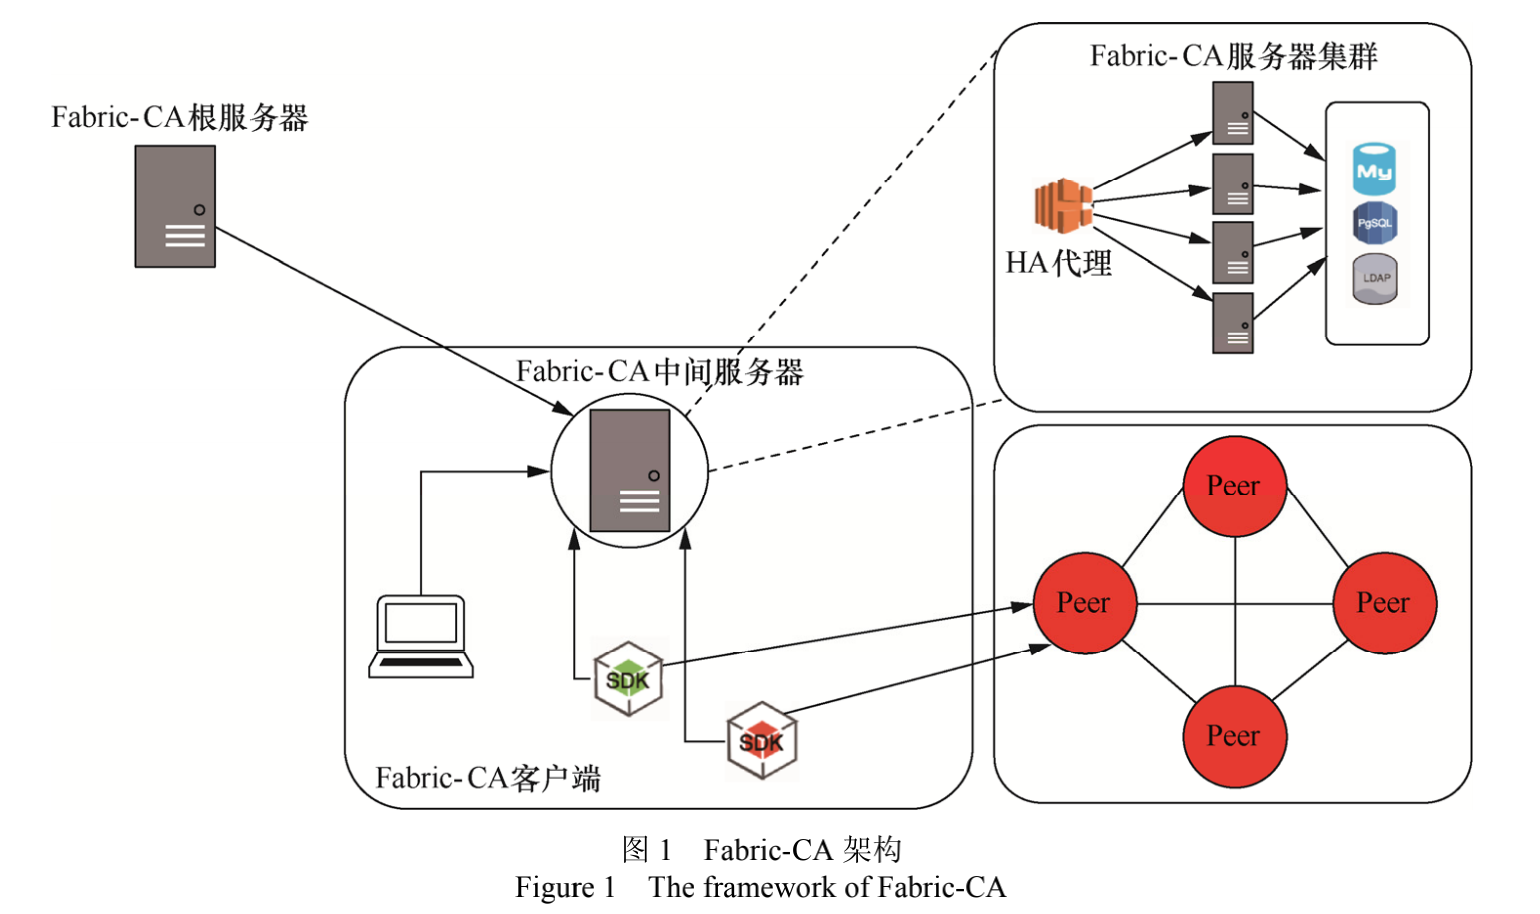 Fabric-CA服务器集群
Fabric-CA根服务器
My
PgSQL
HA代理
LDAP
Fabric-CA中间服务器
Peer
Peer
Peer
SDK
Peer
SDK
Fabric-CA客户端
图 1 Fabric-CA 架构
Figure 1 The framework of Fabric-CA